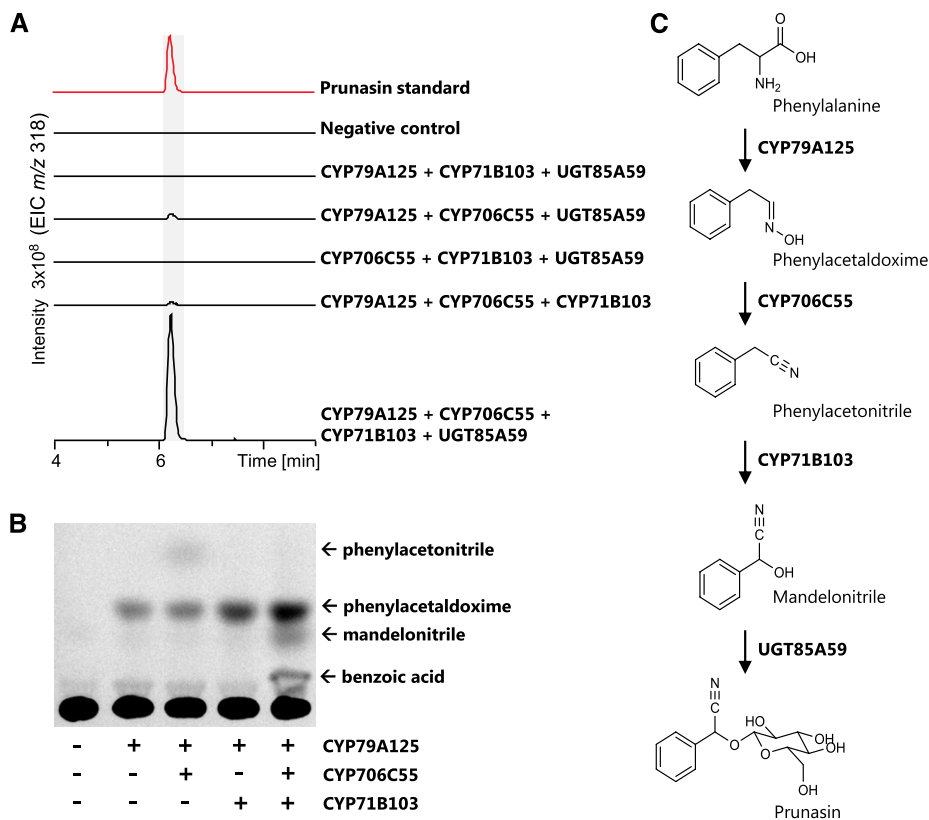 A
Prunasin standard
Negative control
CYP79A125 + CYP71B103 + UGT85A59
CYP79A125 + CYP706C55 + UGT85A59
CYP706C55 + CYP71B103 + UGT85A59
CYP79A125 + CYP706C55 + CYP71B103
CYP79A125 + CYP706C55 +
CYP71B103 + UGT85A59
Intensity 3x10⁸ (EIC m/z 318)
4 6 Time [min]
B
← phenylacetonitrile
← phenylacetaldoxime
← mandelonitrile
← benzoic acid
- + + + + CYP79A125
- - + - + CYP706C55
- - - + + CYP71B103
C
O
OH
NH₂
Phenylalanine
CYP79A125
N
OH
Phenylacetaldoxime
CYP706C55
C
N
Phenylacetonitrile
CYP71B103
N
C
OH
Mandelonitrile
UGT85A59
N
C
HO
OH
OH
O
O
OH
Prunasin